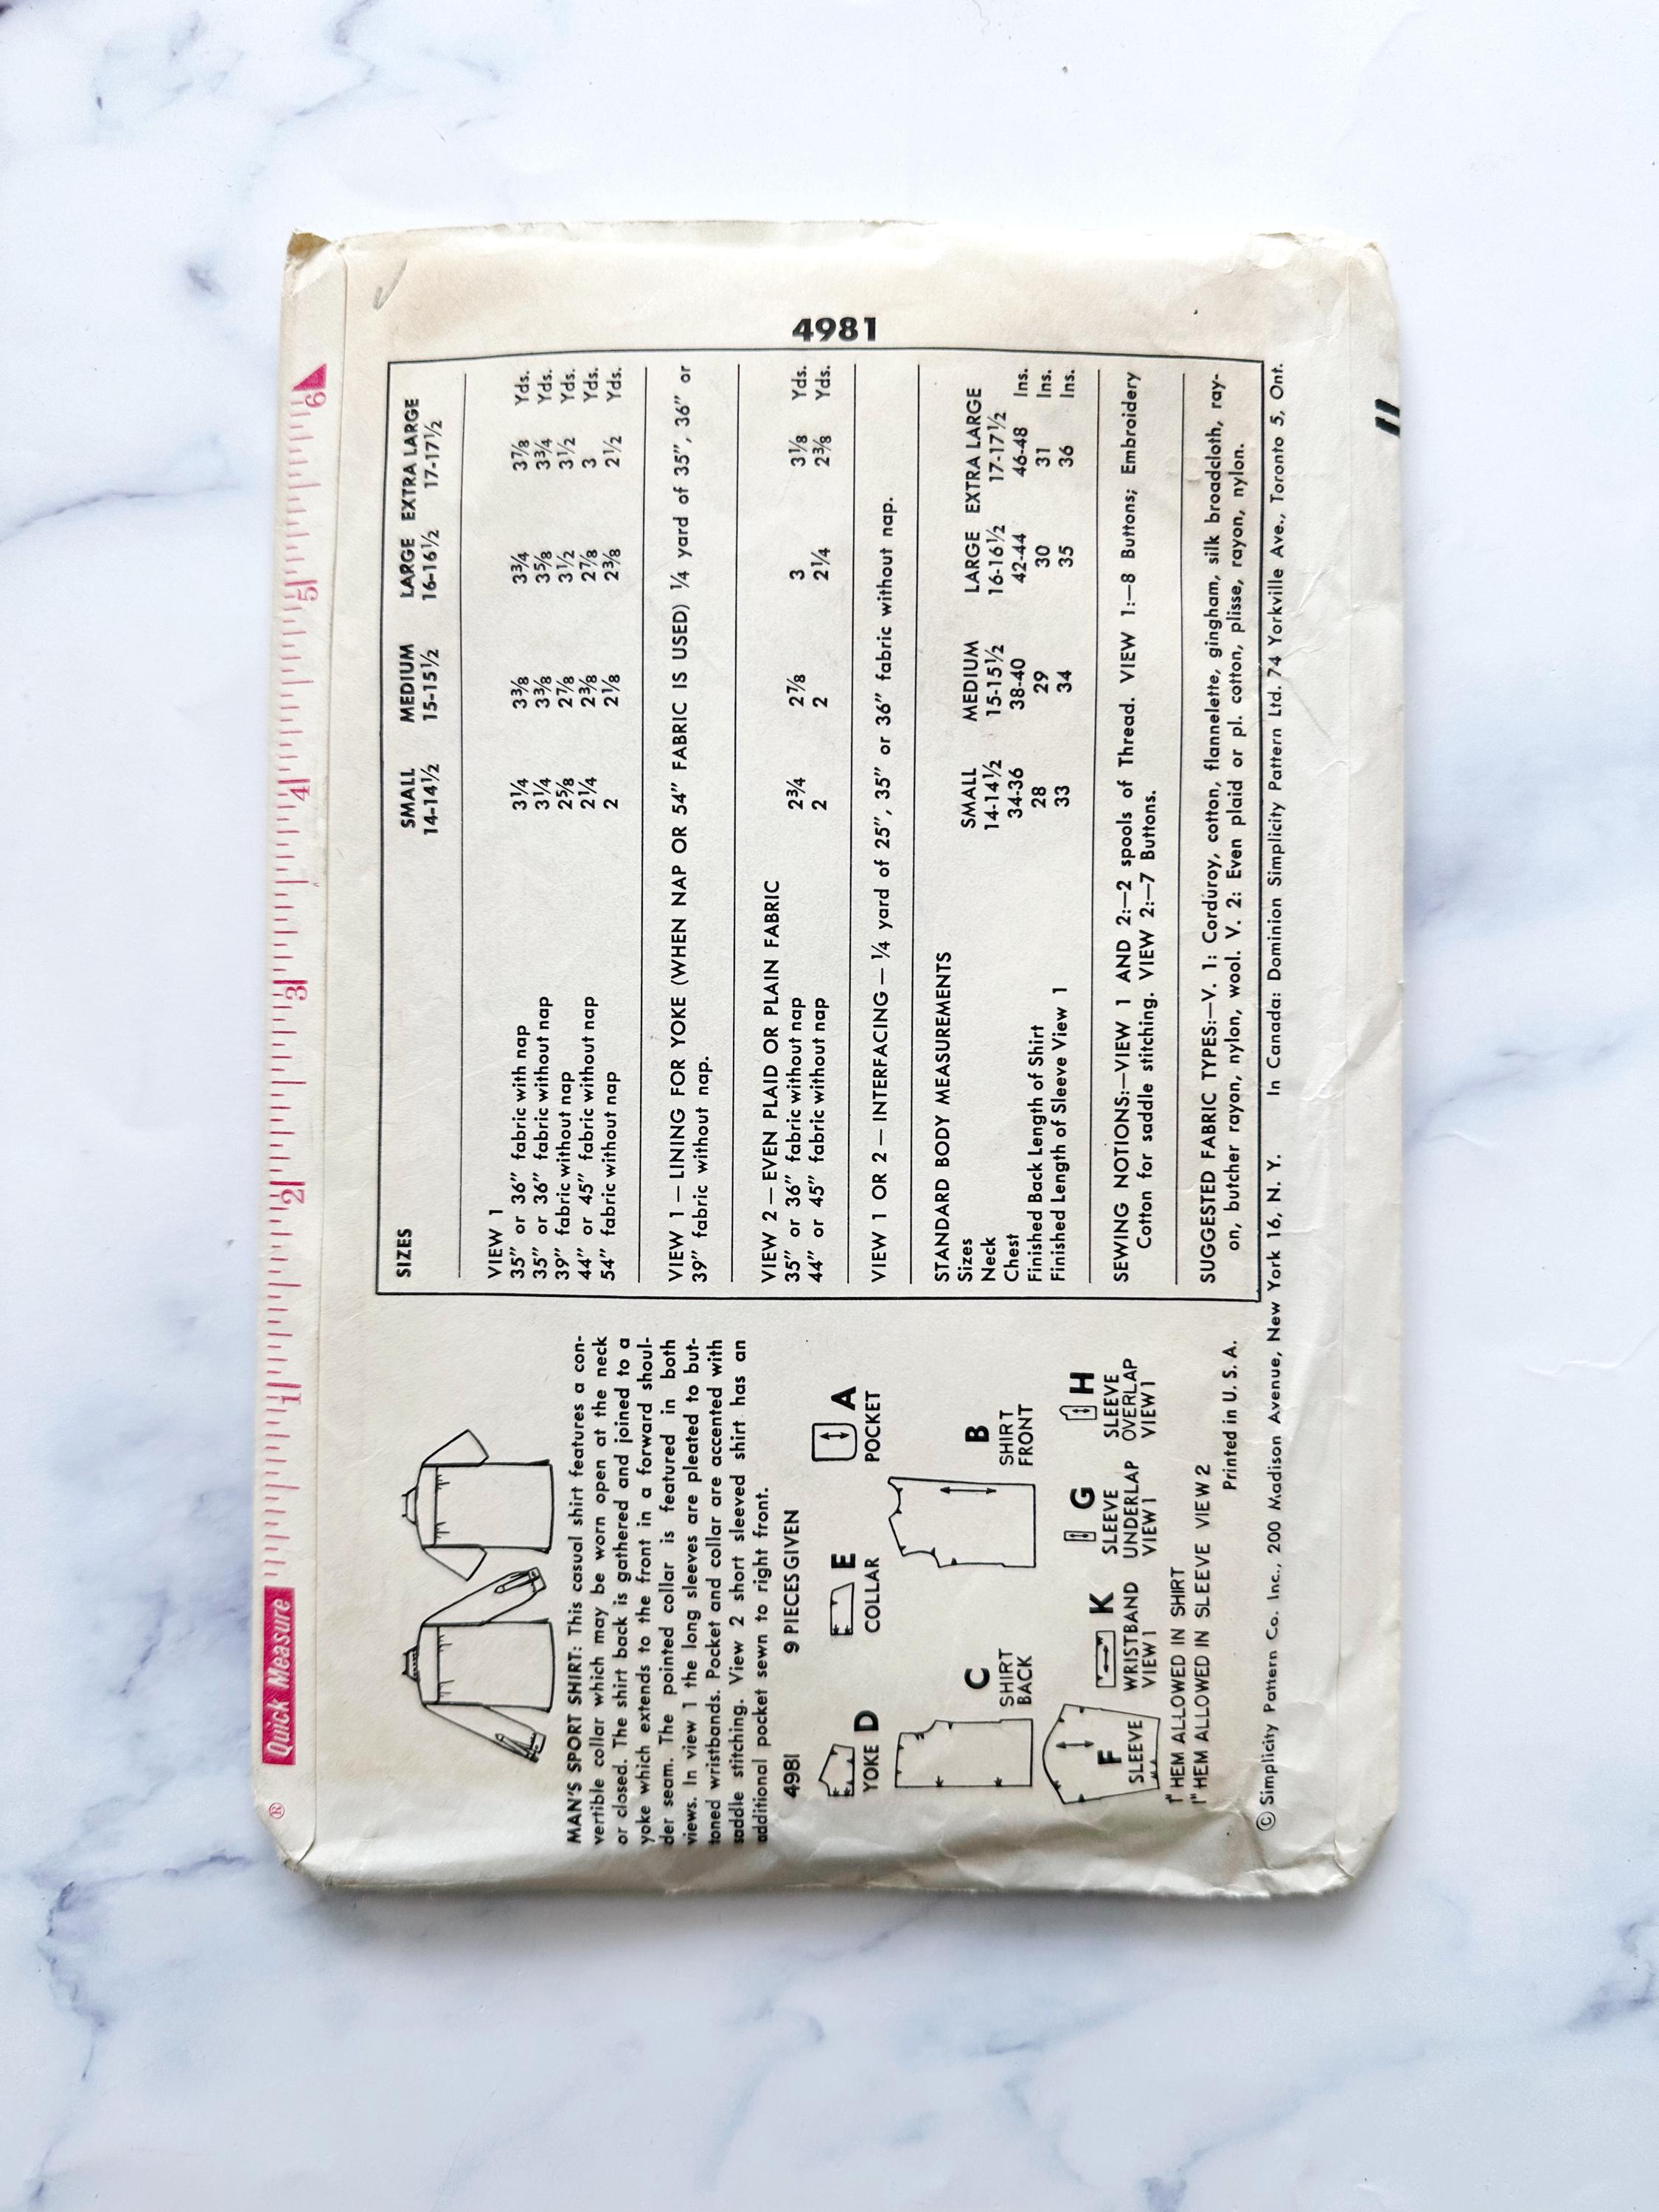 ® Quick Measure 1 2 3 4 5 6
MAN'S SPORT SHIRT: This casual shirt features a con-
vertible collar which may be worn open at the neck
or closed. The shirt back is gathered and joined to a
yoke which extends to the front in a forward shoul-
der seam. The pointed collar is featured in both
views. In view 1 the long sleeves are pleated to but-
toned wristbands. Pocket and collar are accented with
saddle stitching. View 2 short sleeved shirt has an
additional pocket sewn to right front.
4981 9 PIECES GIVEN
YOKE D
E
COLLAR
A
POCKET
C
SHIRT
BACK
B
SHIRT
FRONT
F
SLEEVE
K
WRISTBAND
VIEW 1
G
SLEEVE
UNDERLAP
VIEW 1
H
SLEEVE
OVERLAP
VIEW 1
1" HEM ALLOWED IN SHIRT
1" HEM ALLOWED IN SLEEVE VIEW 2
Printed in U. S. A.
SIZES SMALL MEDIUM LARGE EXTRA LARGE
14-14½ 15-15½ 16-16½ 17-17½
VIEW 1
35" or 36" fabric with nap 3¼ 3⅜ 3¾ 3⅞ Yds.
35" or 36" fabric without nap 3¼ 3⅜ 3⅝ 3¾ Yds.
39" fabric without nap 2⅝ 2⅞ 3½ 3½ Yds.
44" or 45" fabric without nap 2¼ 2⅜ 2⅞ 3 Yds.
54" fabric without nap 2 2⅛ 2⅜ 2½ Yds.
VIEW 1 — LINING FOR YOKE (WHEN NAP OR 54" FABRIC IS USED) ¼ yard of 35", 36" or
39" fabric without nap.
VIEW 2 — EVEN PLAID OR PLAIN FABRIC
35" or 36" fabric without nap 2¾ 2⅞ 3 3⅛ Yds.
44" or 45" fabric without nap 2 2 2¼ 2⅜ Yds.
VIEW 1 OR 2 — INTERFACING — ¼ yard of 25", 35" or 36" fabric without nap.
STANDARD BODY MEASUREMENTS
Sizes SMALL MEDIUM LARGE EXTRA LARGE
Neck 14-14½ 15-15½ 16-16½ 17-17½
Chest 34-36 38-40 42-44 46-48 Ins.
Finished Back Length of Shirt 28 29 30 31 Ins.
Finished Length of Sleeve View 1 33 34 35 36 Ins.
SEWING NOTIONS:—VIEW 1 AND 2:—2 spools of Thread. VIEW 1:—8 Buttons; Embroidery
Cotton for saddle stitching. VIEW 2:—7 Buttons.
SUGGESTED FABRIC TYPES:—V. 1: Corduroy, cotton, flannelette, gingham, silk broadcloth, ray-
on, butcher rayon, nylon, wool. V. 2: Even plaid or pl. cotton, plisse, rayon, nylon.
4981
© Simplicity Pattern Co. Inc., 200 Madison Avenue, New York 16, N. Y. In Canada: Dominion Simplicity Pattern Ltd. 74 Yorkville Ave., Toronto 5, Ont.